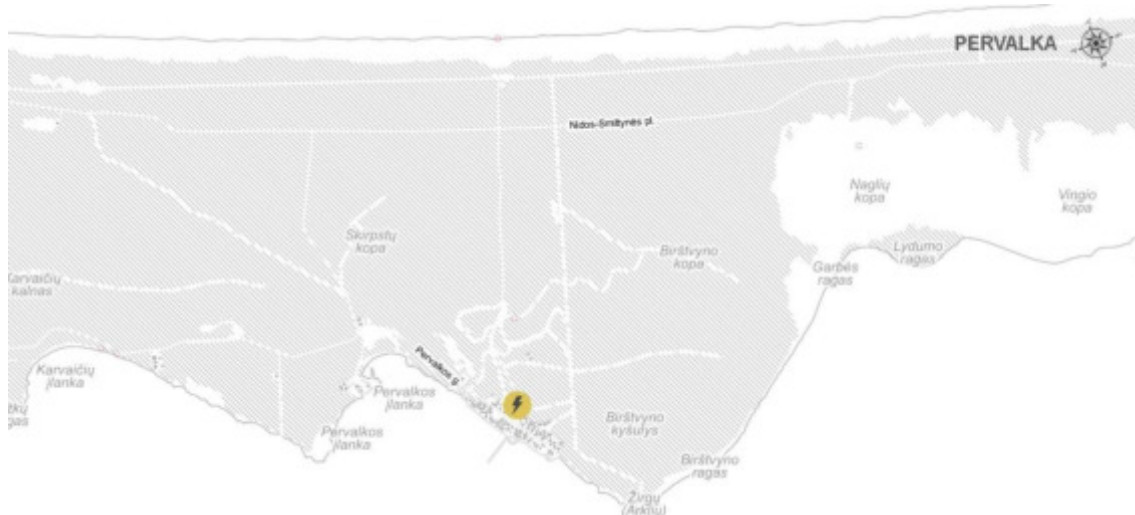 PERVALKA
Nidos-Smiltynės pl.
Naglių
kopa
Vingio
kopa
Skirpstų
kopa
Birštvyno
kopa
Lydumo
ragas
Garbės
ragas
Karvaičių
kalnas
Pervalkos g.
Karvaičių
įlanka
Pervalkos
įlanka
Birštvyno
kyšulys
Pervalkos
įlanka
Birštvyno
ragas
Žirgų
(Arklių)